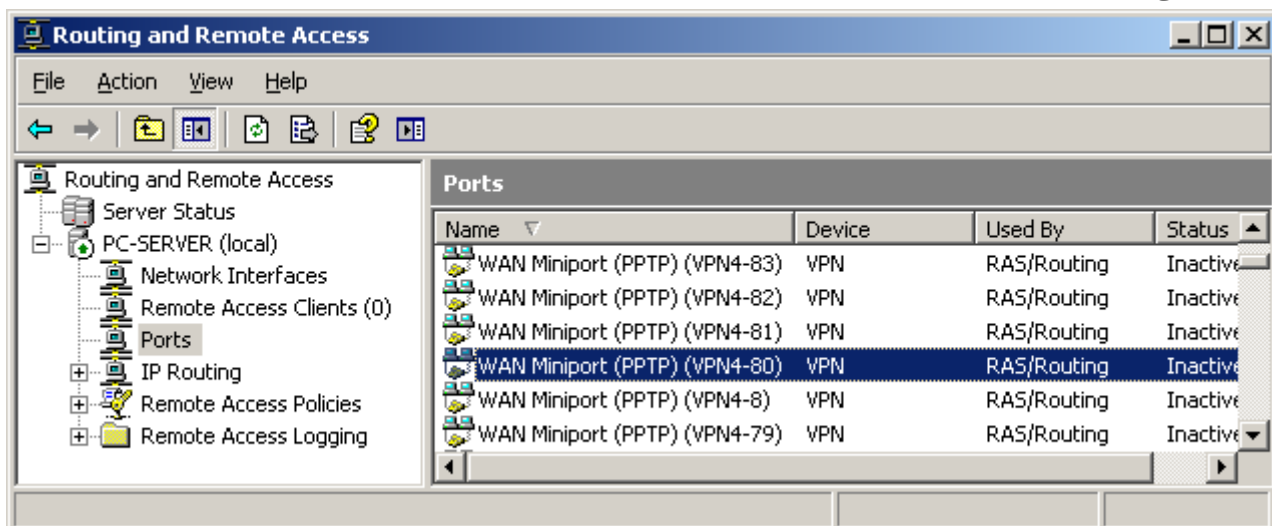 Routing and Remote Access
File Action View Help
Routing and Remote Access
Server Status
PC-SERVER (local)
Network Interfaces
Remote Access Clients (0)
Ports
IP Routing
Remote Access Policies
Remote Access Logging
Ports
Name Device Used By Status
WAN Miniport (PPTP) (VPN4-83) VPN RAS/Routing Inactive
WAN Miniport (PPTP) (VPN4-82) VPN RAS/Routing Inactive
WAN Miniport (PPTP) (VPN4-81) VPN RAS/Routing Inactive
WAN Miniport (PPTP) (VPN4-80) VPN RAS/Routing Inactive
WAN Miniport (PPTP) (VPN4-8) VPN RAS/Routing Inactive
WAN Miniport (PPTP) (VPN4-79) VPN RAS/Routing Inactive